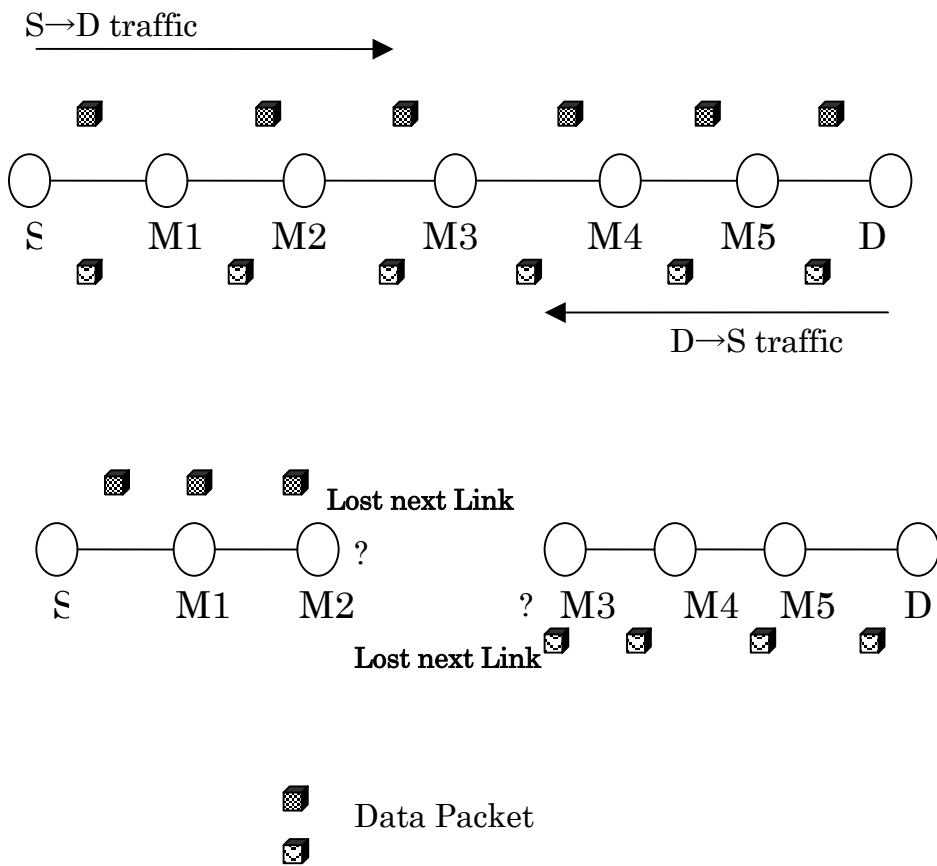 S→D traffic
S M1 M2 M3 M4 M5 D
D→S traffic
Lost next Link
?
S M1 M2 ? M3 M4 M5 D
Lost next Link
Data Packet